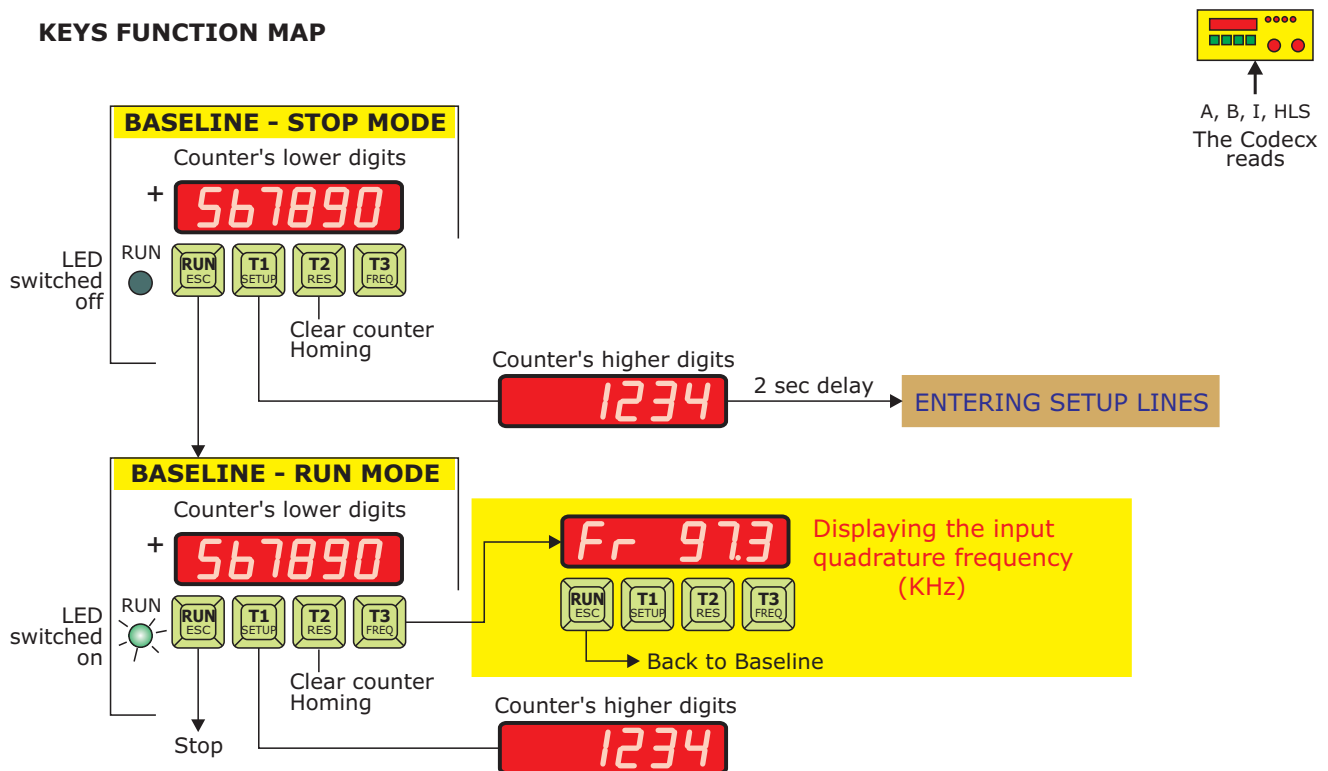 KEYS FUNCTION MAP
A, B, I, HLS
The Codecx
reads
BASELINE - STOP MODE
Counter's lower digits
+ 567890
LED
switched
off
RUN
RUN ESC T1 SETUP T2 RES T3 FREQ
Clear counter
Homing
Counter's higher digits
1234
2 sec delay
ENTERING SETUP LINES
BASELINE - RUN MODE
Counter's lower digits
+ 567890
LED
switched
on
RUN
RUN ESC T1 SETUP T2 RES T3 FREQ
Clear counter
Homing
Stop
Fr 97.3
Displaying the input
quadrature frequency
(KHz)
RUN ESC T1 SETUP T2 RES T3 FREQ
Back to Baseline
Counter's higher digits
1234